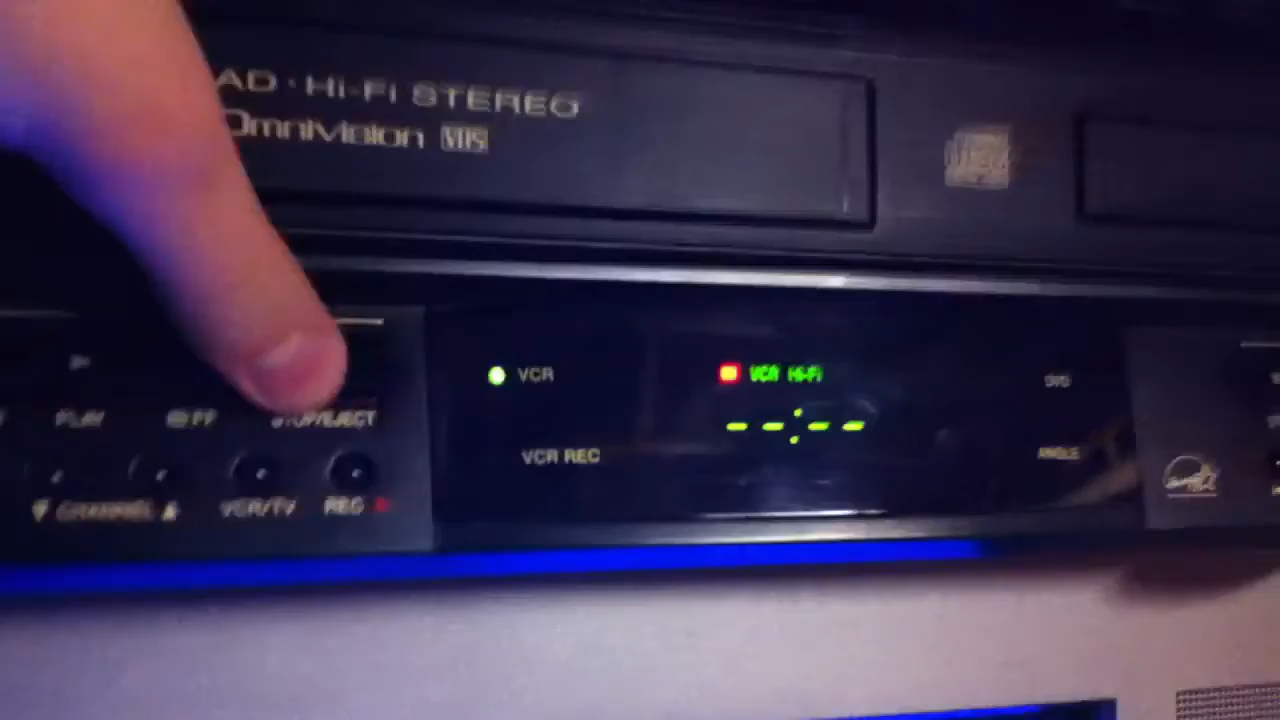 AD · Hi-Fi STEREO
OmniVision VHS
VCR
VCR Hi-Fi
--:--
DVD
PLAY
FF
STOP/EJECT
VCR REC
ANGLE
▼ CHANNEL ▲
VCR/TV
REC